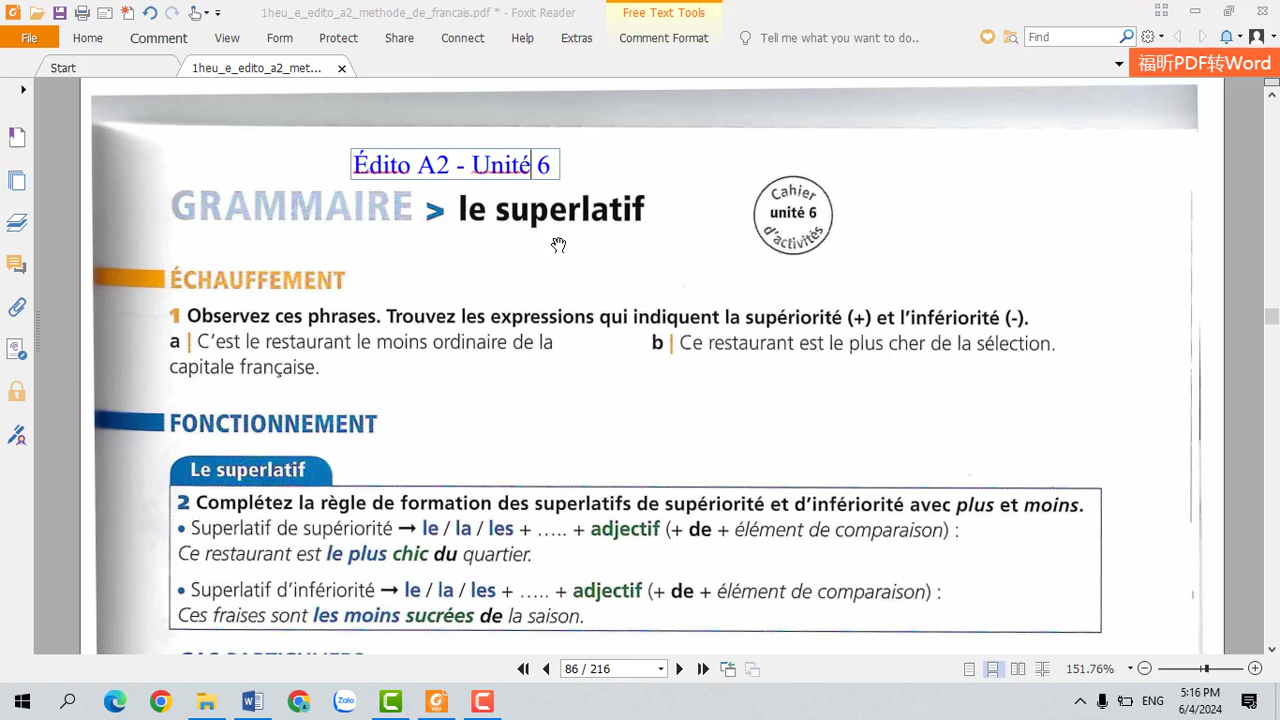 1heu_e_edito_a2_methode_de_francais.pdf * - Foxit Reader
Free Text Tools
File Home Comment View Form Protect Share Connect Help Extras Comment Format Tell me what you want to do... Find
Start 1heu_e_edito_a2_met...
福昕PDF转Word
Édito A2 - Unité 6
GRAMMAIRE > le superlatif
Cahier
unité 6
d'activités
ÉCHAUFFEMENT
1 Observez ces phrases. Trouvez les expressions qui indiquent la supériorité (+) et l'infériorité (-).
a | C'est le restaurant le moins ordinaire de la
capitale française.
b | Ce restaurant est le plus cher de la sélection.
FONCTIONNEMENT
Le superlatif
2 Complétez la règle de formation des superlatifs de supériorité et d'infériorité avec plus et moins.
• Superlatif de supériorité → le / la / les + ..... + adjectif (+ de + élément de comparaison) :
Ce restaurant est le plus chic du quartier.
• Superlatif d'infériorité → le / la / les + ..... + adjectif (+ de + élément de comparaison) :
Ces fraises sont les moins sucrées de la saison.
86 / 216
151.76%
Zalo
ENG
5:16 PM
6/4/2024